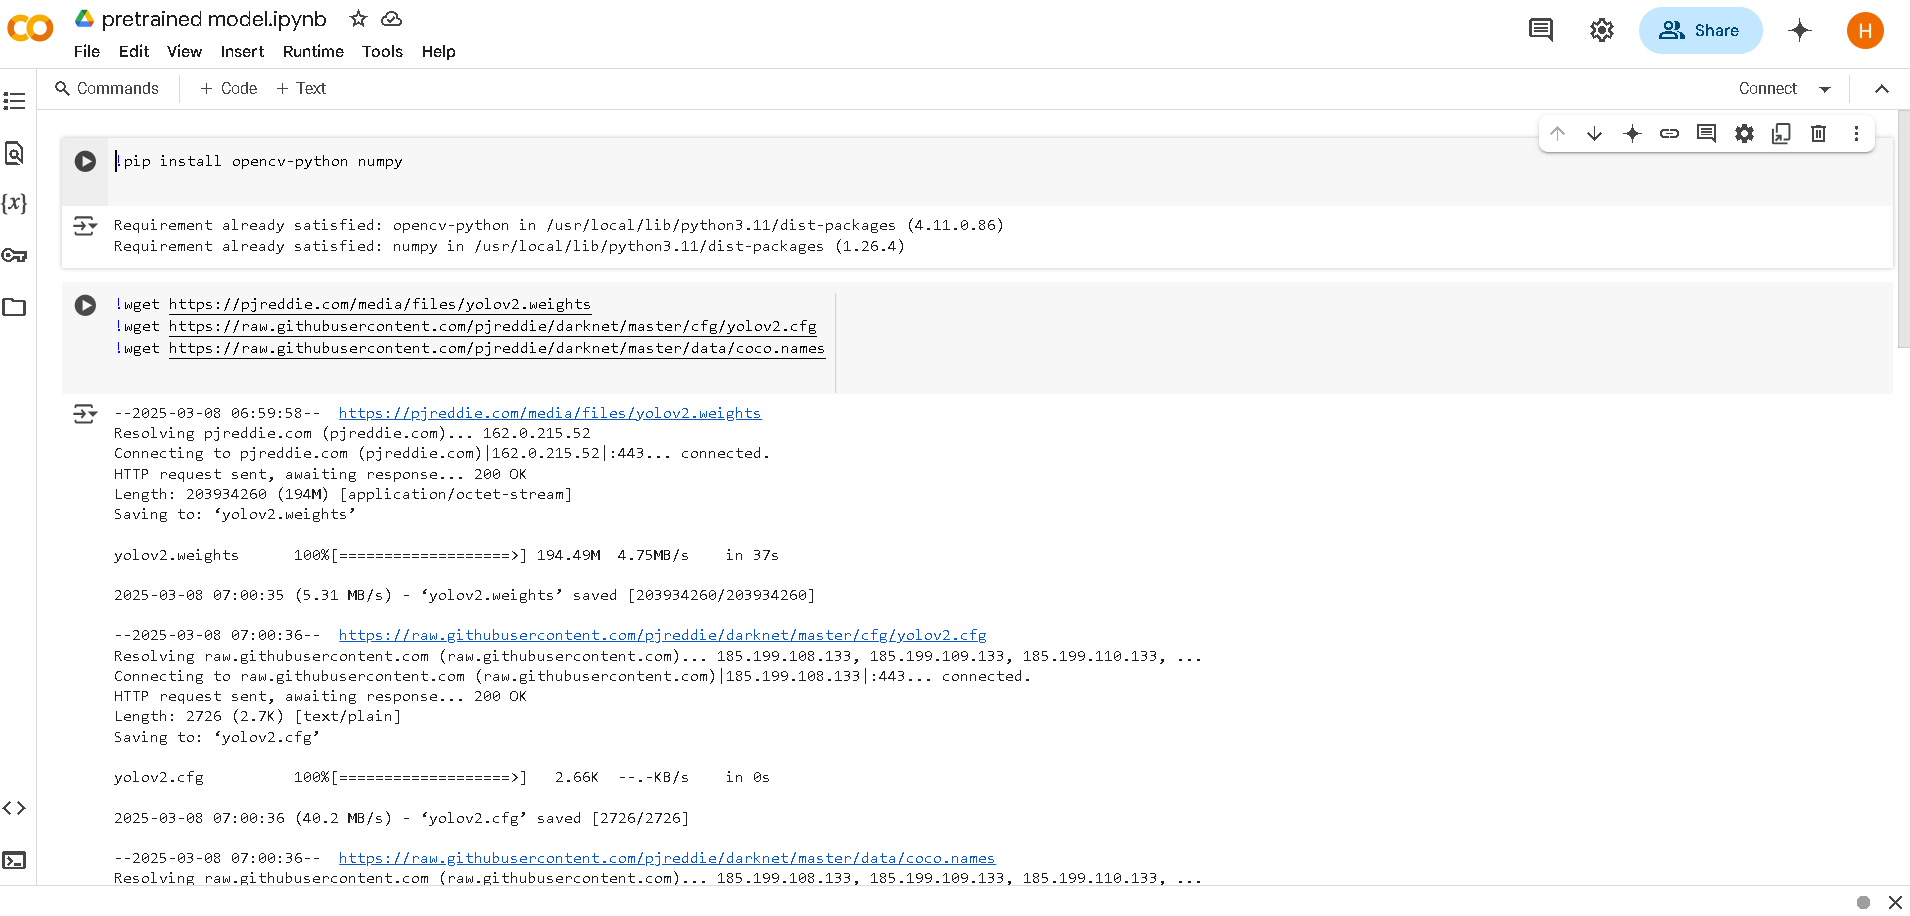 pretrained model.ipynb
File Edit View Insert Runtime Tools Help
Share
H
Commands + Code + Text
Connect
!pip install opencv-python numpy
Requirement already satisfied: opencv-python in /usr/local/lib/python3.11/dist-packages (4.11.0.86)
Requirement already satisfied: numpy in /usr/local/lib/python3.11/dist-packages (1.26.4)
!wget https://pjreddie.com/media/files/yolov2.weights
!wget https://raw.githubusercontent.com/pjreddie/darknet/master/cfg/yolov2.cfg
!wget https://raw.githubusercontent.com/pjreddie/darknet/master/data/coco.names
--2025-03-08 06:59:58--  https://pjreddie.com/media/files/yolov2.weights
Resolving pjreddie.com (pjreddie.com)... 162.0.215.52
Connecting to pjreddie.com (pjreddie.com)|162.0.215.52|:443... connected.
HTTP request sent, awaiting response... 200 OK
Length: 203934260 (194M) [application/octet-stream]
Saving to: ‘yolov2.weights’
yolov2.weights      100%[===================>] 194.49M  4.75MB/s    in 37s
2025-03-08 07:00:35 (5.31 MB/s) - ‘yolov2.weights’ saved [203934260/203934260]
--2025-03-08 07:00:36--  https://raw.githubusercontent.com/pjreddie/darknet/master/cfg/yolov2.cfg
Resolving raw.githubusercontent.com (raw.githubusercontent.com)... 185.199.108.133, 185.199.109.133, 185.199.110.133, ...
Connecting to raw.githubusercontent.com (raw.githubusercontent.com)|185.199.108.133|:443... connected.
HTTP request sent, awaiting response... 200 OK
Length: 2726 (2.7K) [text/plain]
Saving to: ‘yolov2.cfg’
yolov2.cfg          100%[===================>]   2.66K  --.-KB/s    in 0s
2025-03-08 07:00:36 (40.2 MB/s) - ‘yolov2.cfg’ saved [2726/2726]
--2025-03-08 07:00:36--  https://raw.githubusercontent.com/pjreddie/darknet/master/data/coco.names
Resolving raw.githubusercontent.com (raw.githubusercontent.com)... 185.199.108.133, 185.199.109.133, 185.199.110.133, ...